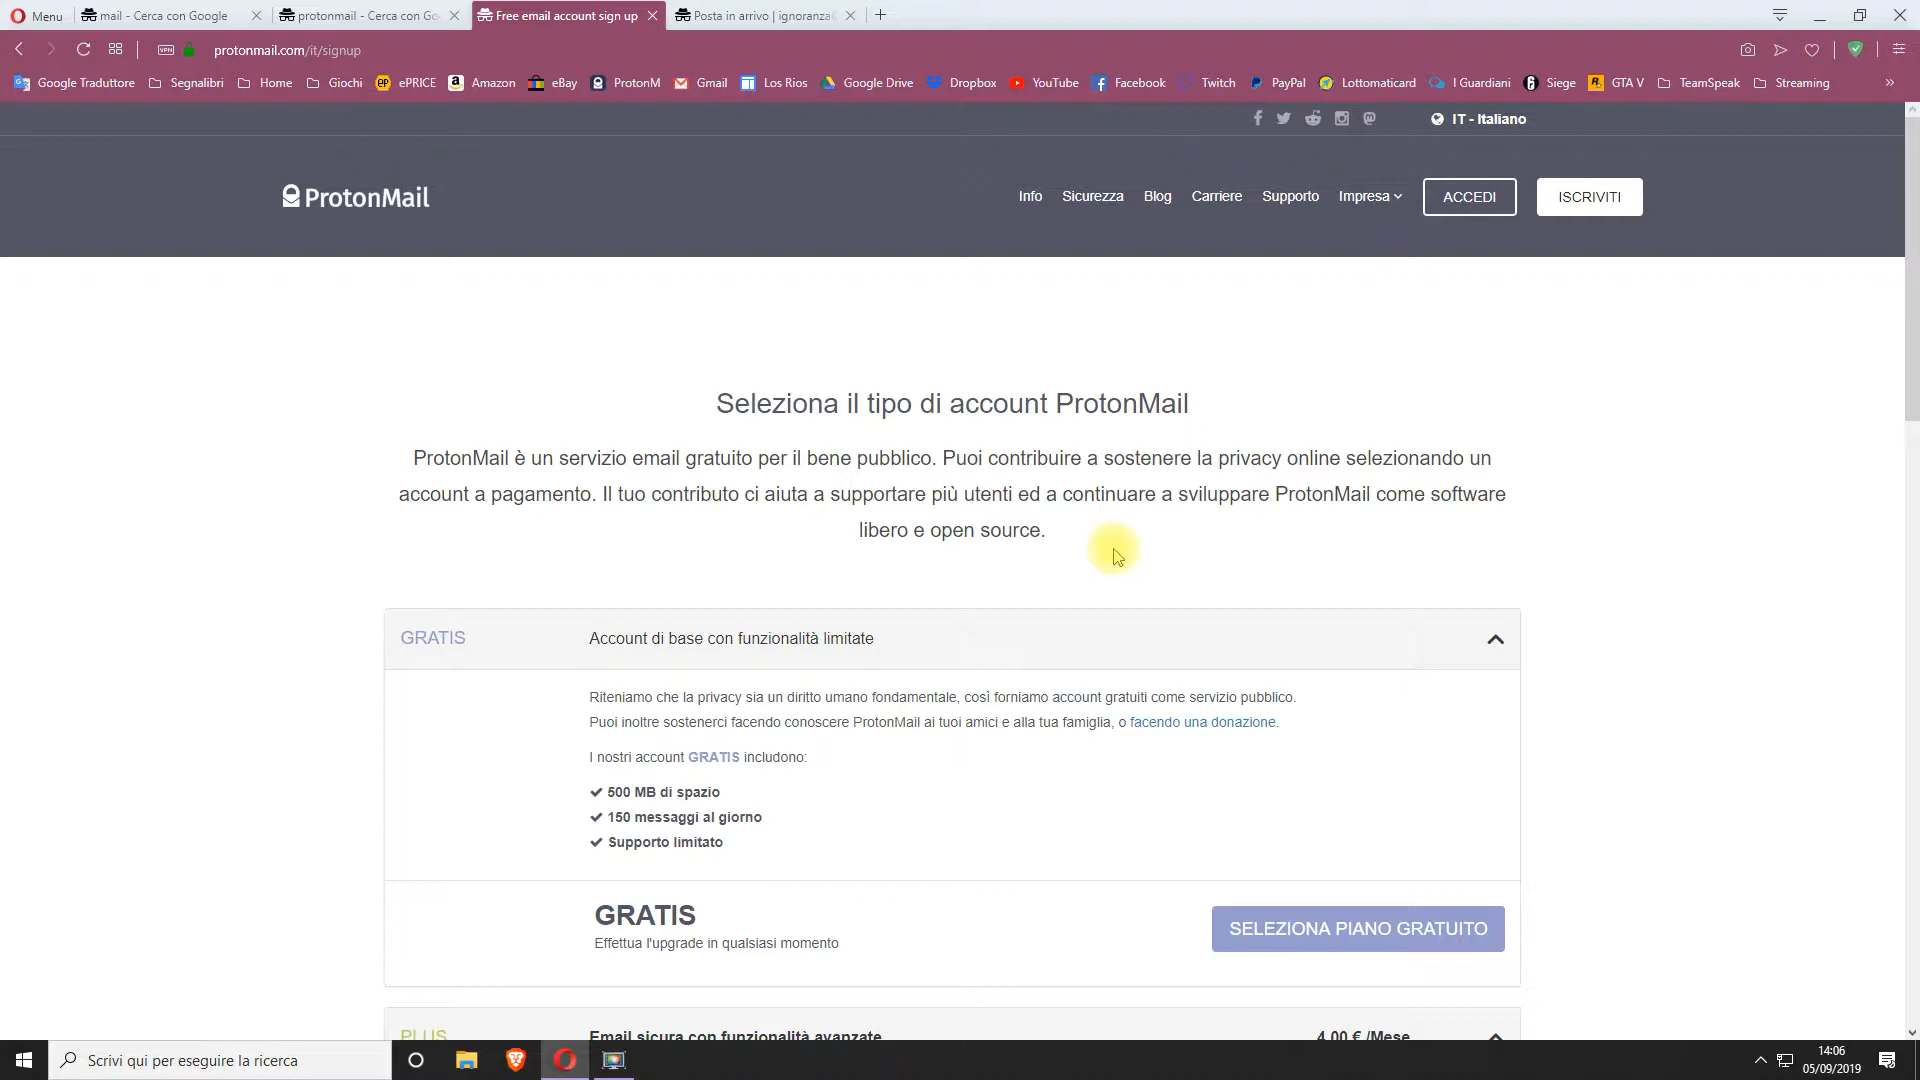 Menu
mail - Cerca con Google
protonmail - Cerca con Go
Free email account sign up
Posta in arrivo | ignoranza
VPN
protonmail.com/it/signup
Google Traduttore
Segnalibri
Home
Giochi
ePRICE
Amazon
eBay
ProtonM
Gmail
Los Rios
Google Drive
Dropbox
YouTube
Facebook
Twitch
PayPal
Lottomaticard
I Guardiani
Siege
GTA V
TeamSpeak
Streaming
IT - Italiano
ProtonMail
Info
Sicurezza
Blog
Carriere
Supporto
Impresa
ACCEDI
ISCRIVITI
Seleziona il tipo di account ProtonMail
ProtonMail è un servizio email gratuito per il bene pubblico. Puoi contribuire a sostenere la privacy online selezionando un
account a pagamento. Il tuo contributo ci aiuta a supportare più utenti ed a continuare a sviluppare ProtonMail come software
libero e open source.
GRATIS
Account di base con funzionalità limitate
Riteniamo che la privacy sia un diritto umano fondamentale, così forniamo account gratuiti come servizio pubblico.
Puoi inoltre sostenerci facendo conoscere ProtonMail ai tuoi amici e alla tua famiglia, o facendo una donazione.
I nostri account GRATIS includono:
500 MB di spazio
150 messaggi al giorno
Supporto limitato
GRATIS
Effettua l'upgrade in qualsiasi momento
SELEZIONA PIANO GRATUITO
PLUS
Email sicura con funzionalità avanzate
4.00 € /Mese
Scrivi qui per eseguire la ricerca
14:06
05/09/2019